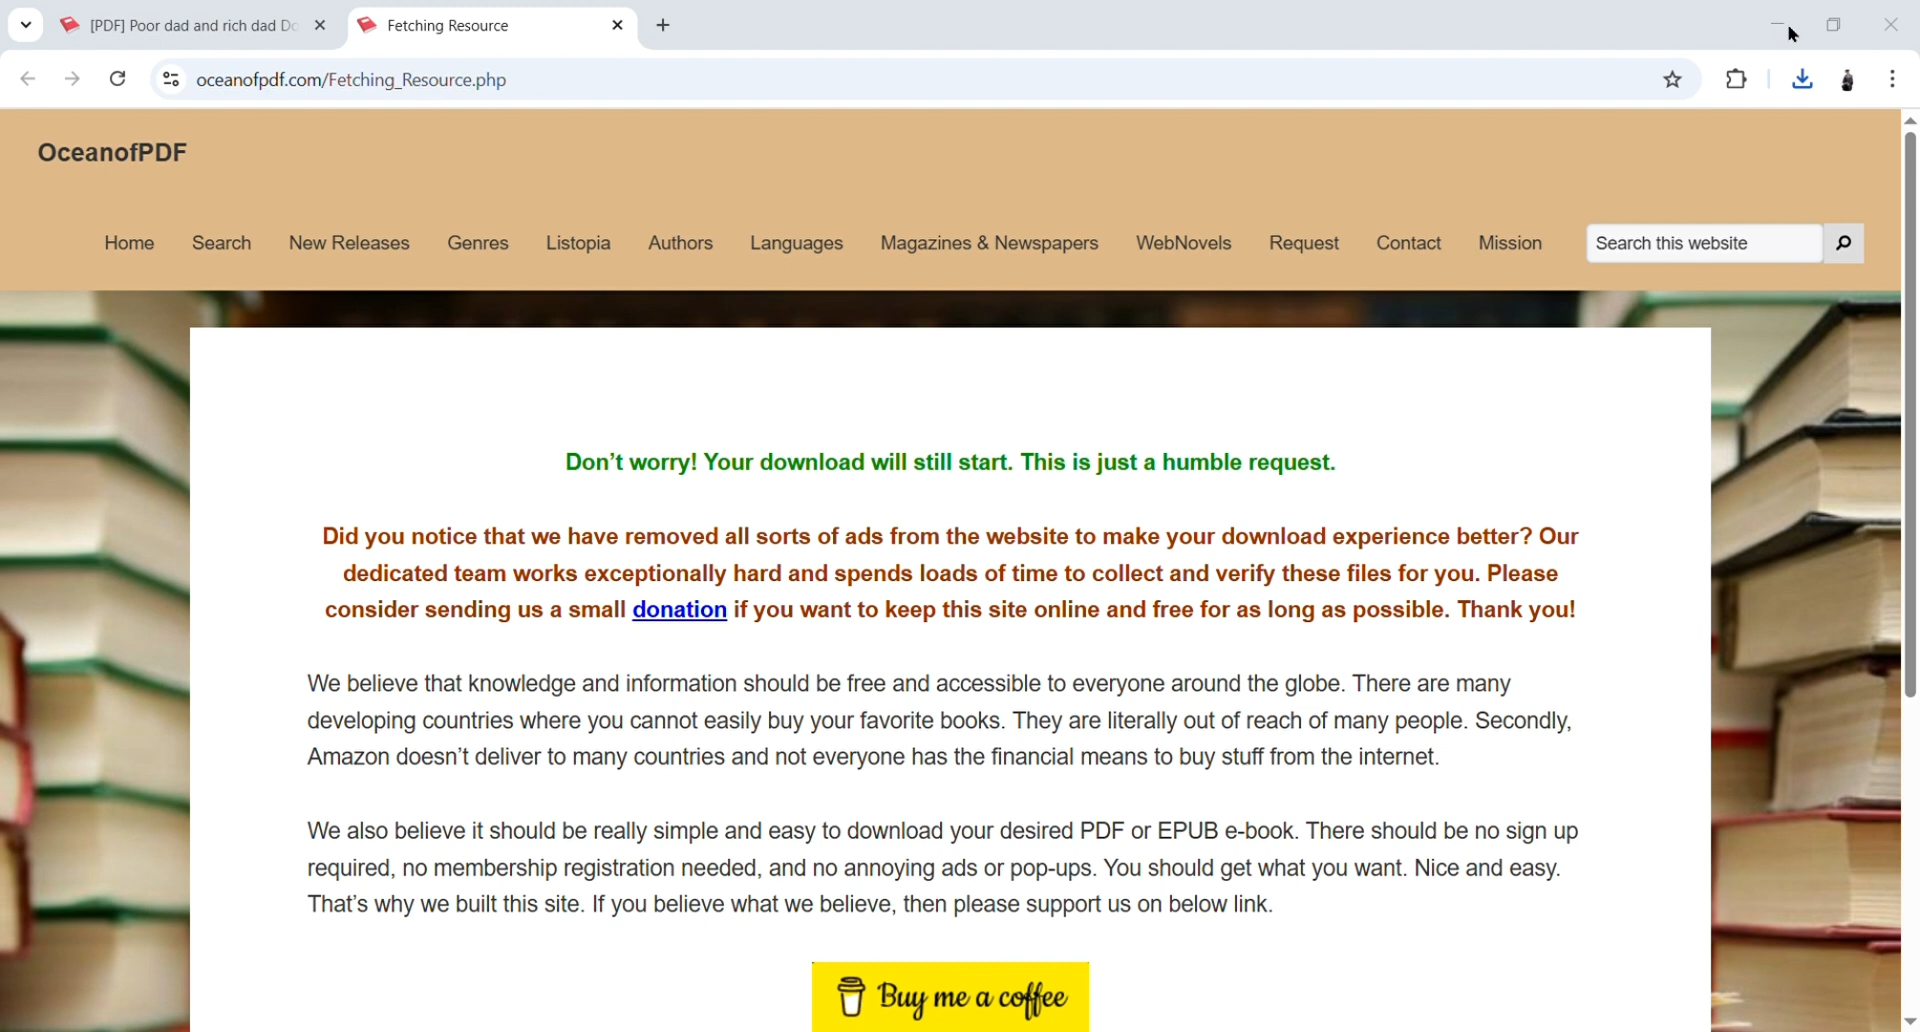 [PDF] Poor dad and rich dad Do
Fetching Resource
oceanofpdf.com/Fetching_Resource.php
OceanofPDF
Home Search New Releases Genres Listopia Authors Languages Magazines & Newspapers WebNovels Request Contact Mission Search this website
Don’t worry! Your download will still start. This is just a humble request.
Did you notice that we have removed all sorts of ads from the website to make your download experience better? Our
dedicated team works exceptionally hard and spends loads of time to collect and verify these files for you. Please
consider sending us a small donation if you want to keep this site online and free for as long as possible. Thank you!
We believe that knowledge and information should be free and accessible to everyone around the globe. There are many
developing countries where you cannot easily buy your favorite books. They are literally out of reach of many people. Secondly,
Amazon doesn’t deliver to many countries and not everyone has the financial means to buy stuff from the internet.
We also believe it should be really simple and easy to download your desired PDF or EPUB e-book. There should be no sign up
required, no membership registration needed, and no annoying ads or pop-ups. You should get what you want. Nice and easy.
That’s why we built this site. If you believe what we believe, then please support us on below link.
Buy me a coffee